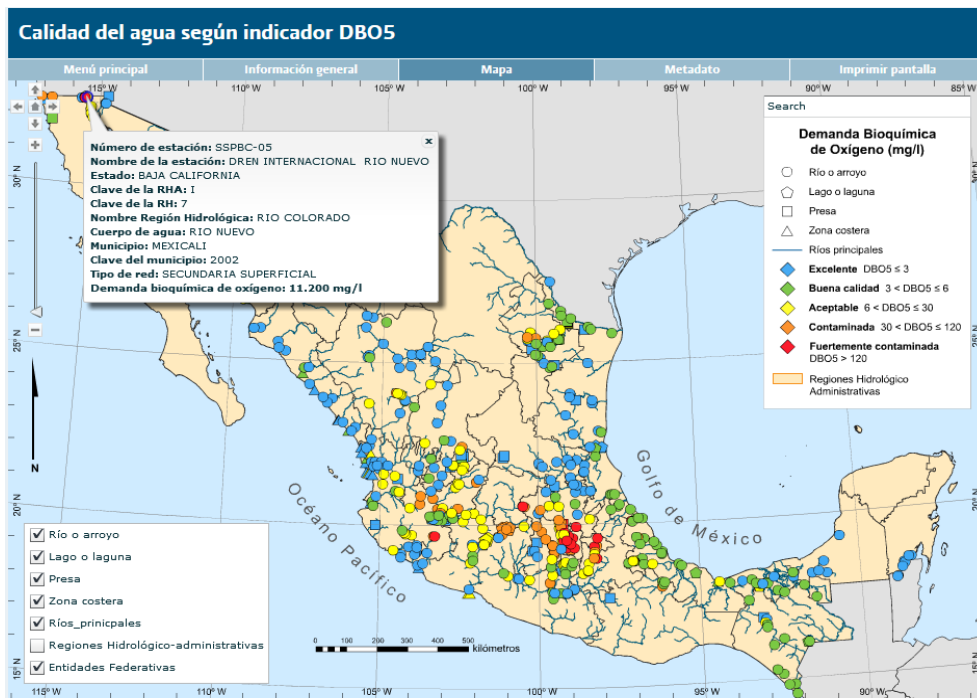 Calidad del agua según indicador DBO5
Menú principal
Información general
Mapa
Metadato
Imprimir pantalla
115° W
110° W
105° W
100° W
95° W
90° W
85° W
Search
Demanda Bioquímica
de Oxígeno (mg/l)
Río o arroyo
Lago o laguna
Presa
Zona costera
Ríos principales
Excelente DBO5 ≤ 3
Buena calidad 3 < DBO5 ≤ 6
Aceptable 6 < DBO5 ≤ 30
Contaminada 30 < DBO5 ≤ 120
Fuertemente contaminada
DBO5 > 120
Regiones Hidrológico
Administrativas
Número de estación: SSPBC-05
Nombre de la estación: DREN INTERNACIONAL RIO NUEVO
Estado: BAJA CALIFORNIA
Clave de la RHA: I
Clave de la RH: 7
Nombre Región Hidrológica: RIO COLORADO
Cuerpo de agua: RIO NUEVO
Municipio: MEXICALI
Clave del municipio: 2002
Tipo de red: SECUNDARIA SUPERFICIAL
Demanda bioquímica de oxígeno: 11.200 mg/l
30° N
25° N
20° N
15° N
25° N
20° N
15° N
N
Golfo de México
Océano Pacífico
Río o arroyo
Lago o laguna
Presa
Zona costera
Ríos_prinicpales
Regiones Hidrológico-administrativas
Entidades Federativas
0 100 200 300 400 500
kilómetros
115° W
110° W
105° W
100° W
95° W
90° W